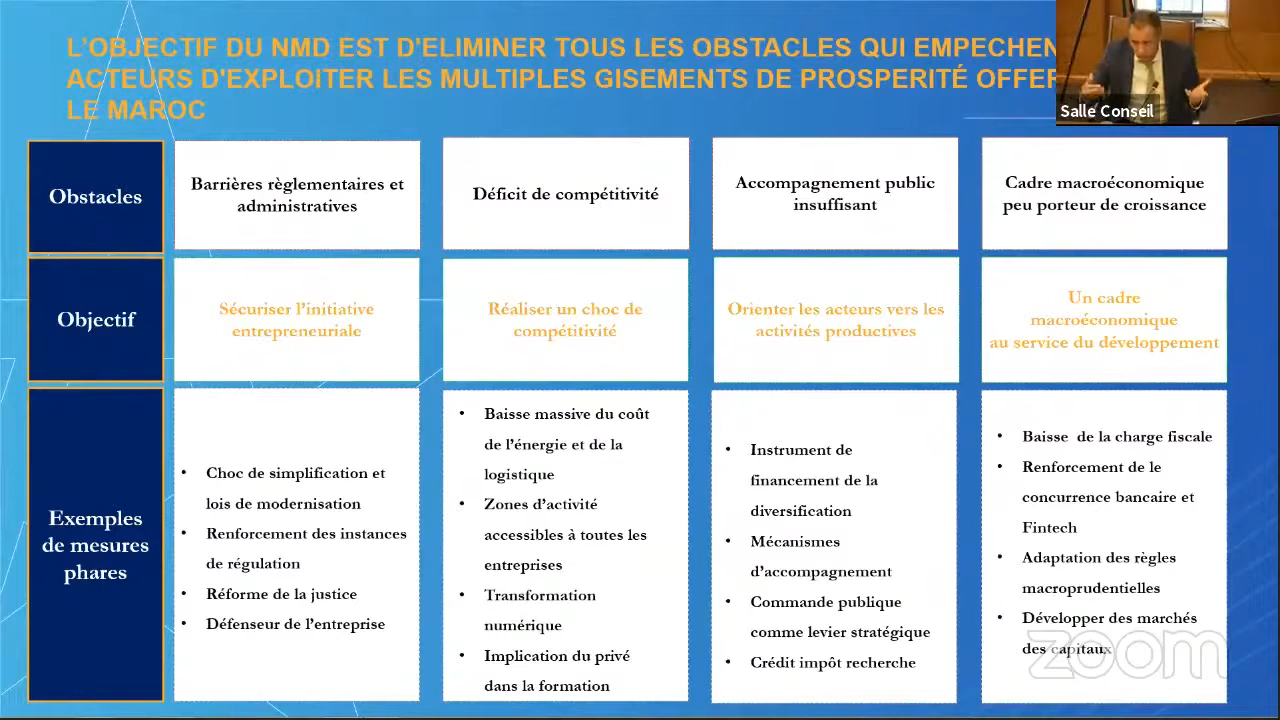 L'OBJECTIF DU NMD EST D'ELIMINER TOUS LES OBSTACLES QUI EMPECHEN
ACTEURS D'EXPLOITER LES MULTIPLES GISEMENTS DE PROSPERITÉ OFFER
LE MAROC
Salle Conseil
Obstacles
Barrières règlementaires et
administratives
Déficit de compétitivité
Accompagnement public
insuffisant
Cadre macroéconomique
peu porteur de croissance
Objectif
Sécuriser l'initiative
entrepreneuriale
Réaliser un choc de
compétitivité
Orienter les acteurs vers les
activités productives
Un cadre
macroéconomique
au service du développement
Exemples
de mesures
phares
• Choc de simplification et
lois de modernisation
• Renforcement des instances
de régulation
• Réforme de la justice
• Défenseur de l'entreprise
• Baisse massive du coût
de l'énergie et de la
logistique
• Zones d'activité
accessibles à toutes les
entreprises
• Transformation
numérique
• Implication du privé
dans la formation
• Instrument de
financement de la
diversification
• Mécanismes
d'accompagnement
• Commande publique
comme levier stratégique
• Crédit impôt recherche
• Baisse de la charge fiscale
• Renforcement de le
concurrence bancaire et
Fintech
• Adaptation des règles
macroprudentielles
• Développer des marchés
des capitaux
zoom